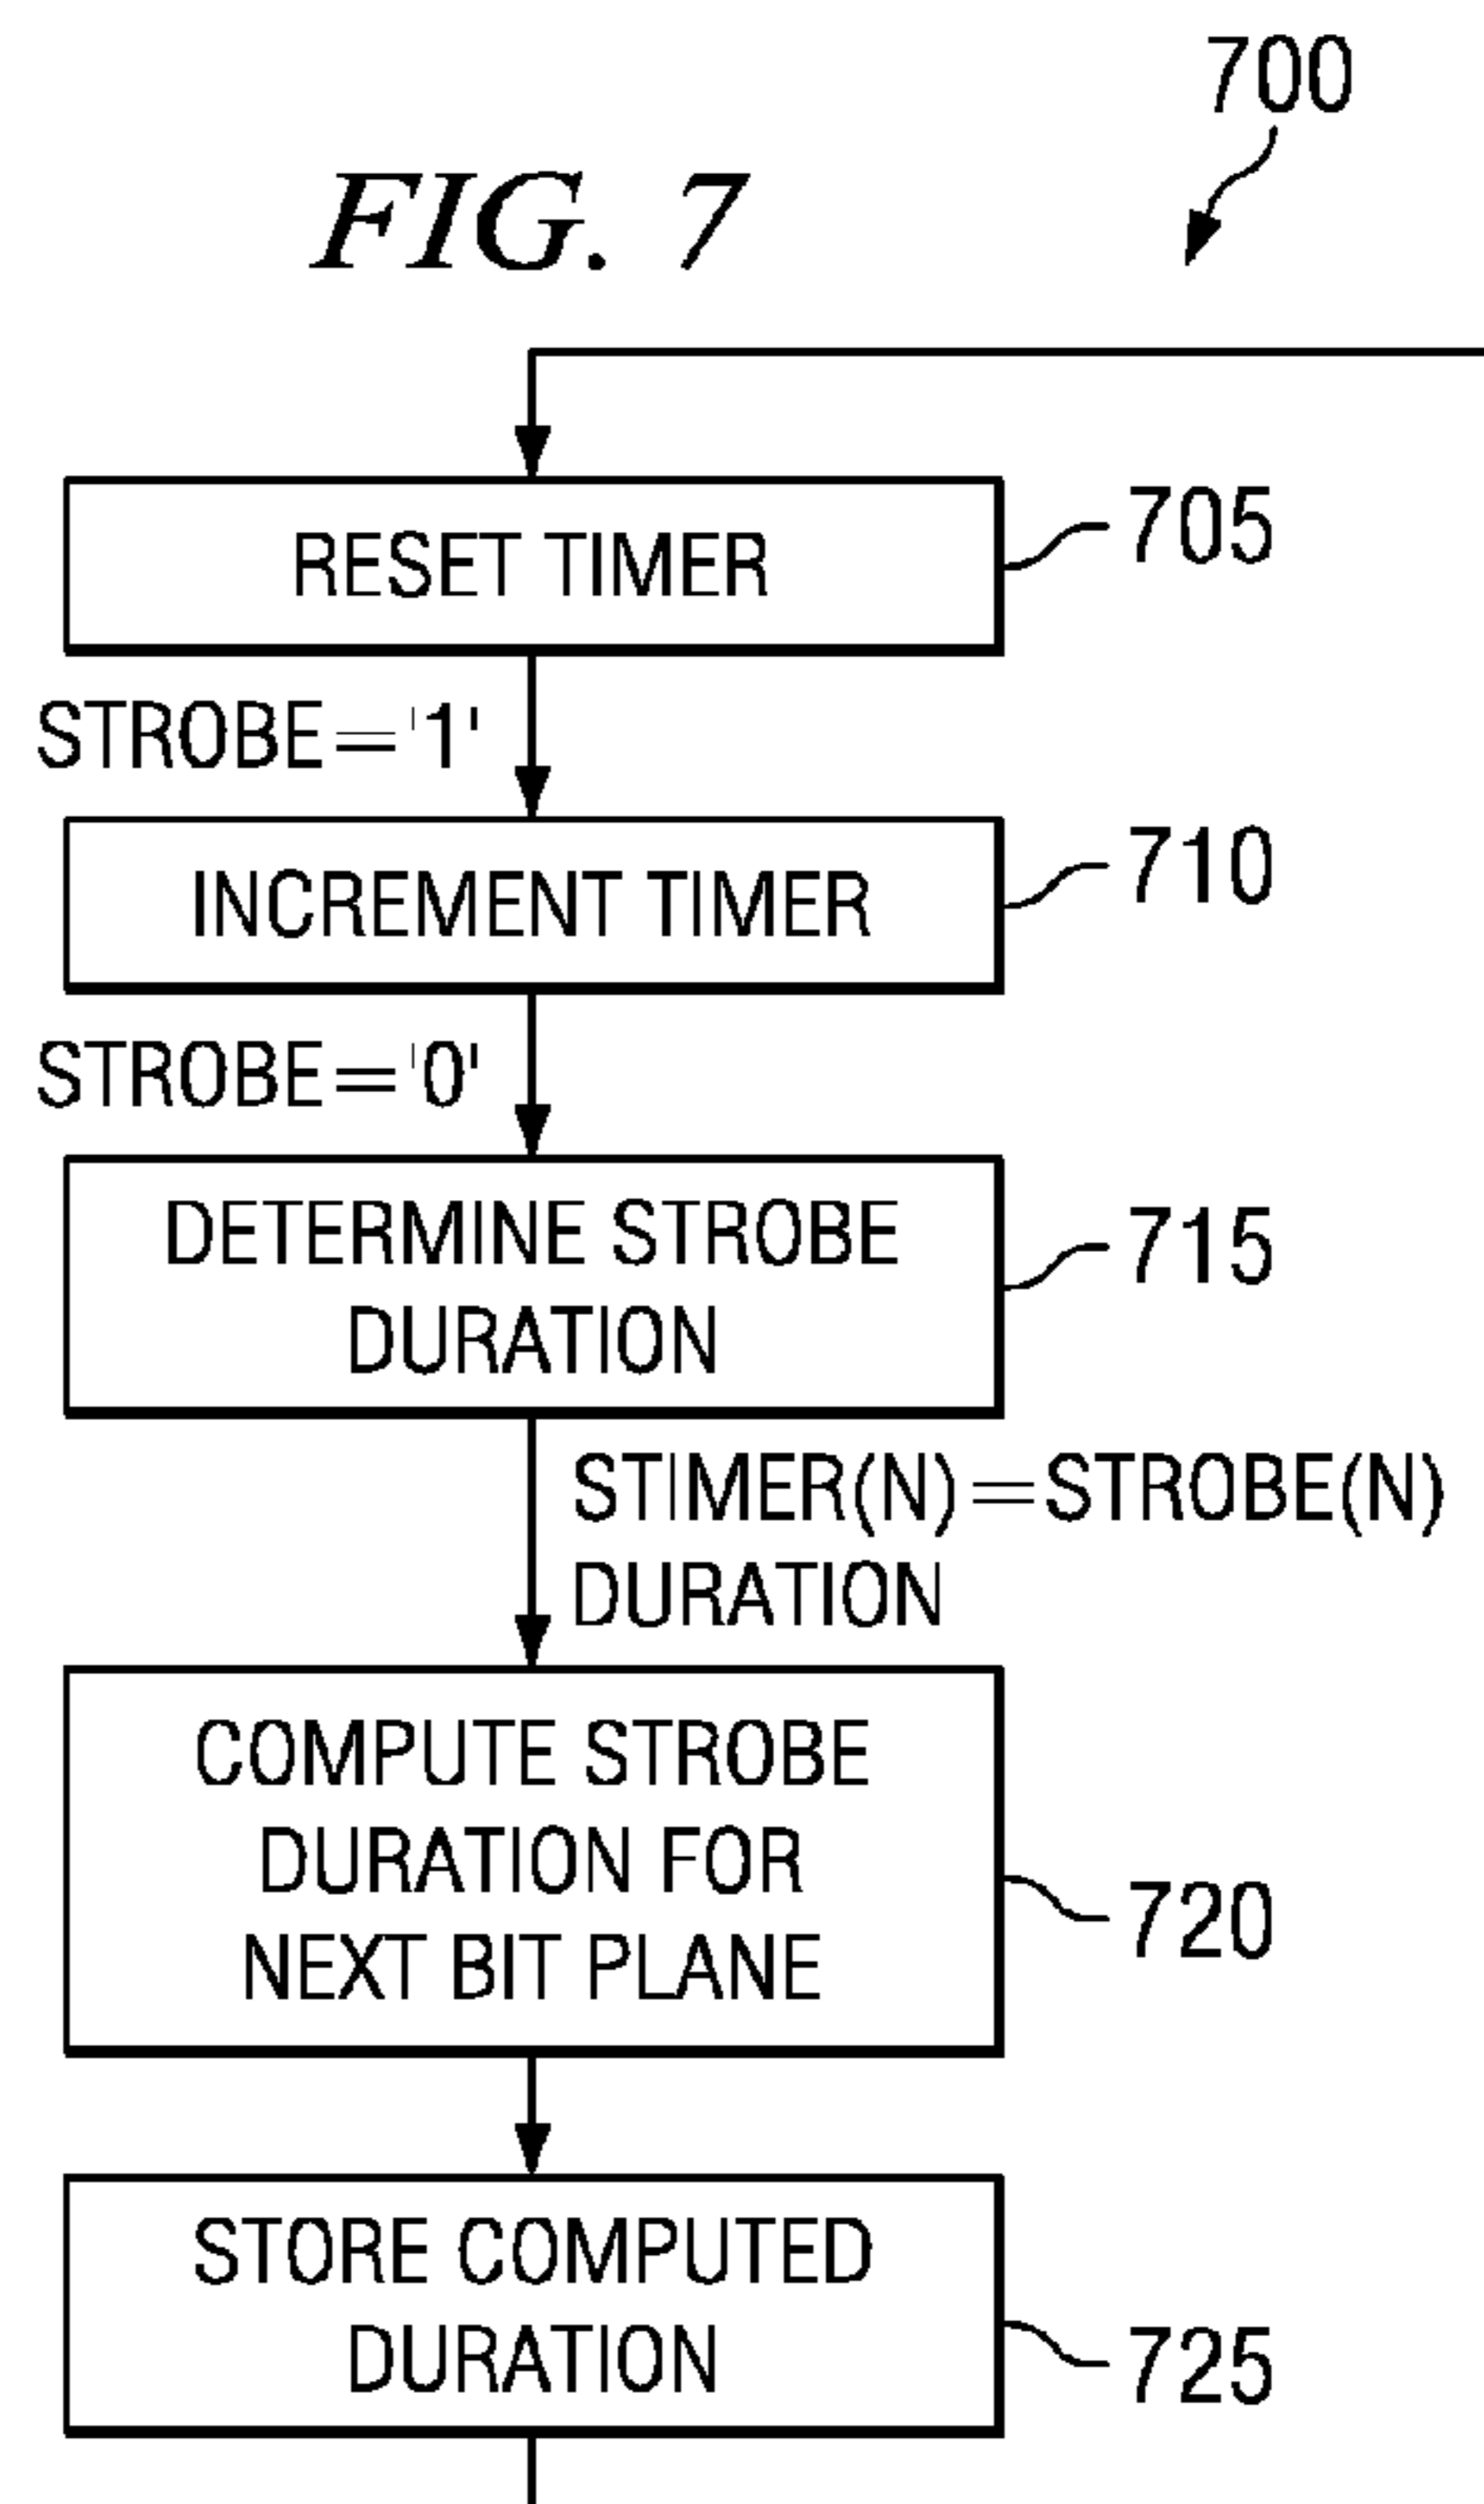 700
FIG. 7
RESET TIMER
705
STROBE='1'
INCREMENT TIMER
710
STROBE='0'
DETERMINE STROBE
DURATION
715
STIMER(N)=STROBE(N)
DURATION
COMPUTE STROBE
DURATION FOR
NEXT BIT PLANE
720
STORE COMPUTED
DURATION
725